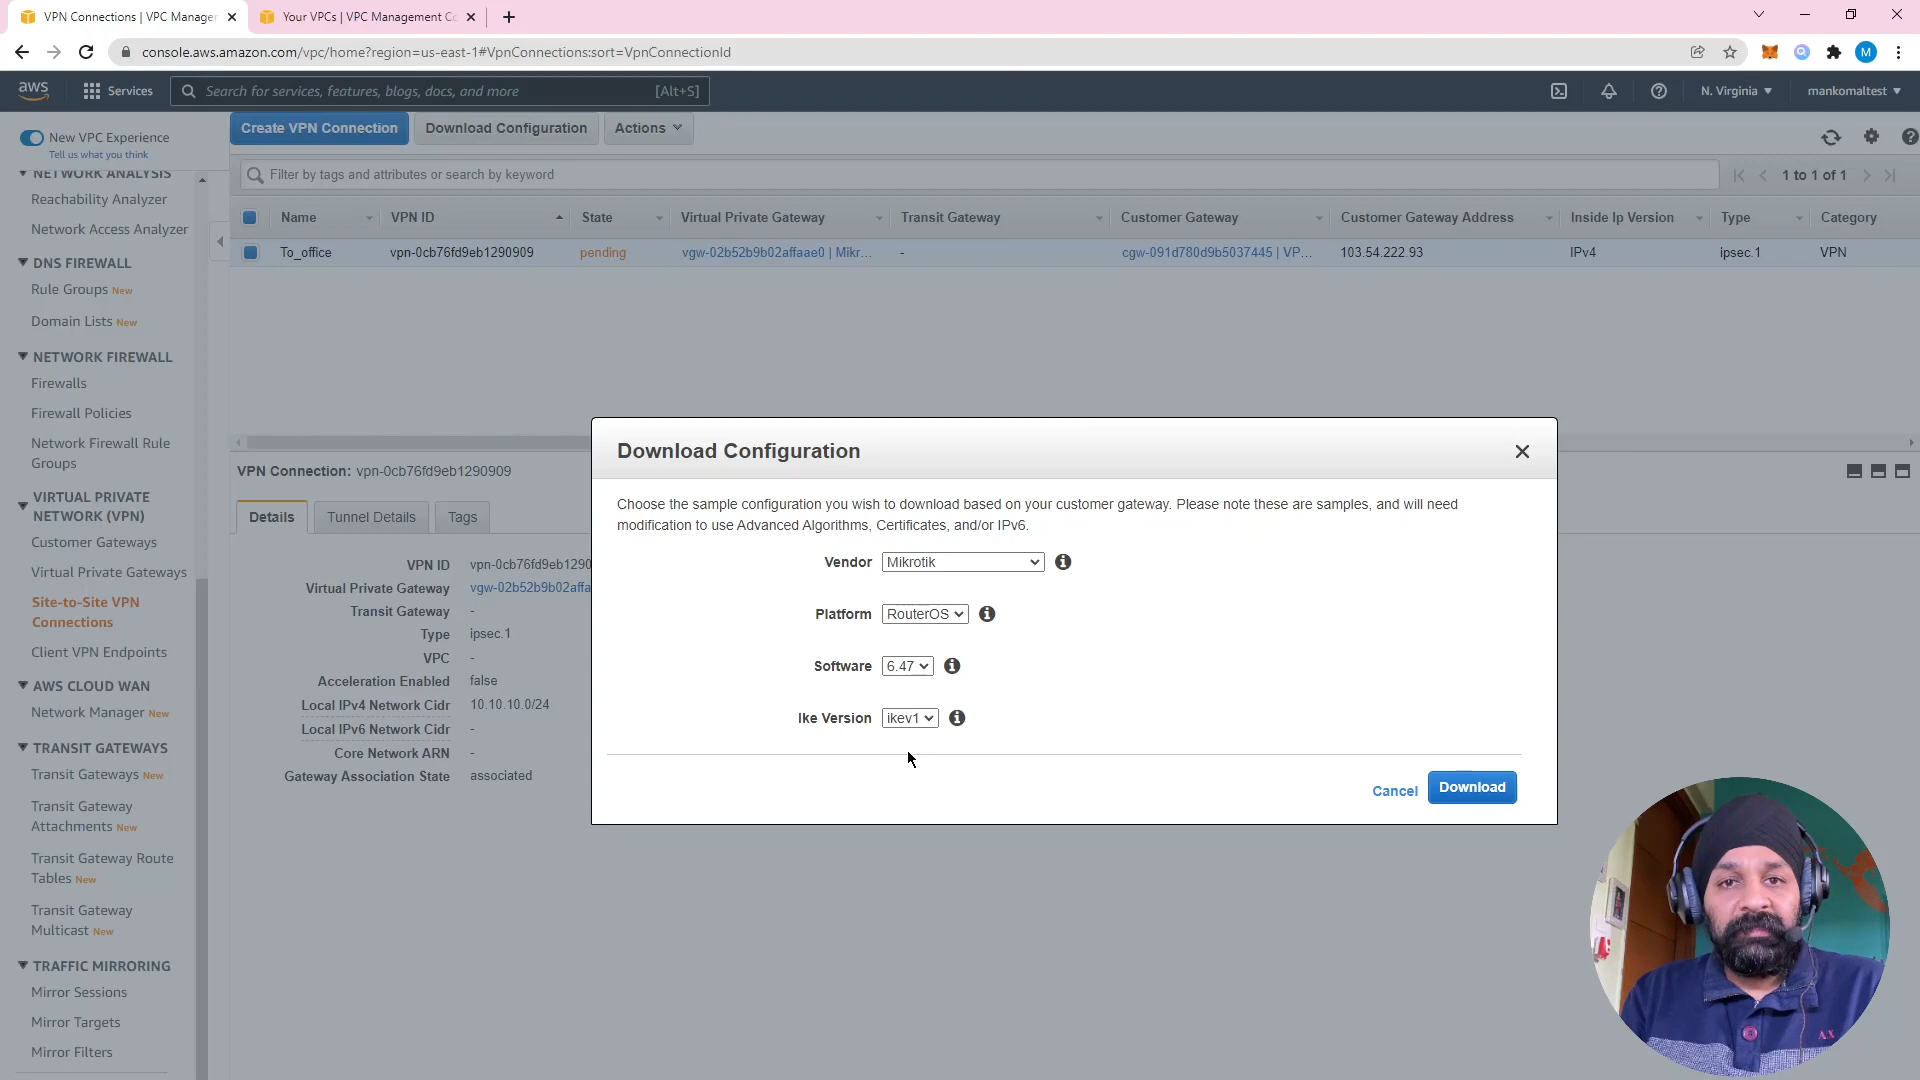 VPN Connections | VPC Manager
Your VPCs | VPC Management Co
console.aws.amazon.com/vpc/home?region=us-east-1#VpnConnections:sort=VpnConnectionId
M
aws
Services
Search for services, features, blogs, docs, and more
[Alt+S]
N. Virginia
mankomaltest
New VPC Experience
Tell us what you think
Create VPN Connection
Download Configuration
Actions
Filter by tags and attributes or search by keyword
1 to 1 of 1
Name VPN ID State Virtual Private Gateway Transit Gateway Customer Gateway Customer Gateway Address Inside Ip Version Type Category
To_office vpn-0cb76fd9eb1290909 pending vgw-02b52b9b02affaae0 | Mikr... - cgw-091d780d9b5037445 | VP... 103.54.222.93 IPv4 ipsec.1 VPN
NETWORK ANALYSIS
Reachability Analyzer
Network Access Analyzer
DNS FIREWALL
Rule Groups New
Domain Lists New
NETWORK FIREWALL
Firewalls
Firewall Policies
Network Firewall Rule
Groups
VIRTUAL PRIVATE
NETWORK (VPN)
Customer Gateways
Virtual Private Gateways
Site-to-Site VPN
Connections
Client VPN Endpoints
AWS CLOUD WAN
Network Manager New
TRANSIT GATEWAYS
Transit Gateways New
Transit Gateway
Attachments New
Transit Gateway Route
Tables New
Transit Gateway
Multicast New
TRAFFIC MIRRORING
Mirror Sessions
Mirror Targets
Mirror Filters
VPN Connection: vpn-0cb76fd9eb1290909
Details
Tunnel Details
Tags
VPN ID vpn-0cb76fd9eb1290
Virtual Private Gateway vgw-02b52b9b02affa
Transit Gateway -
Type ipsec.1
VPC -
Acceleration Enabled false
Local IPv4 Network Cidr 10.10.10.0/24
Local IPv6 Network Cidr -
Core Network ARN -
Gateway Association State associated
Download Configuration
Choose the sample configuration you wish to download based on your customer gateway. Please note these are samples, and will need
modification to use Advanced Algorithms, Certificates, and/or IPv6.
Vendor Mikrotik
Platform RouterOS
Software 6.47
Ike Version ikev1
Cancel
Download
AX